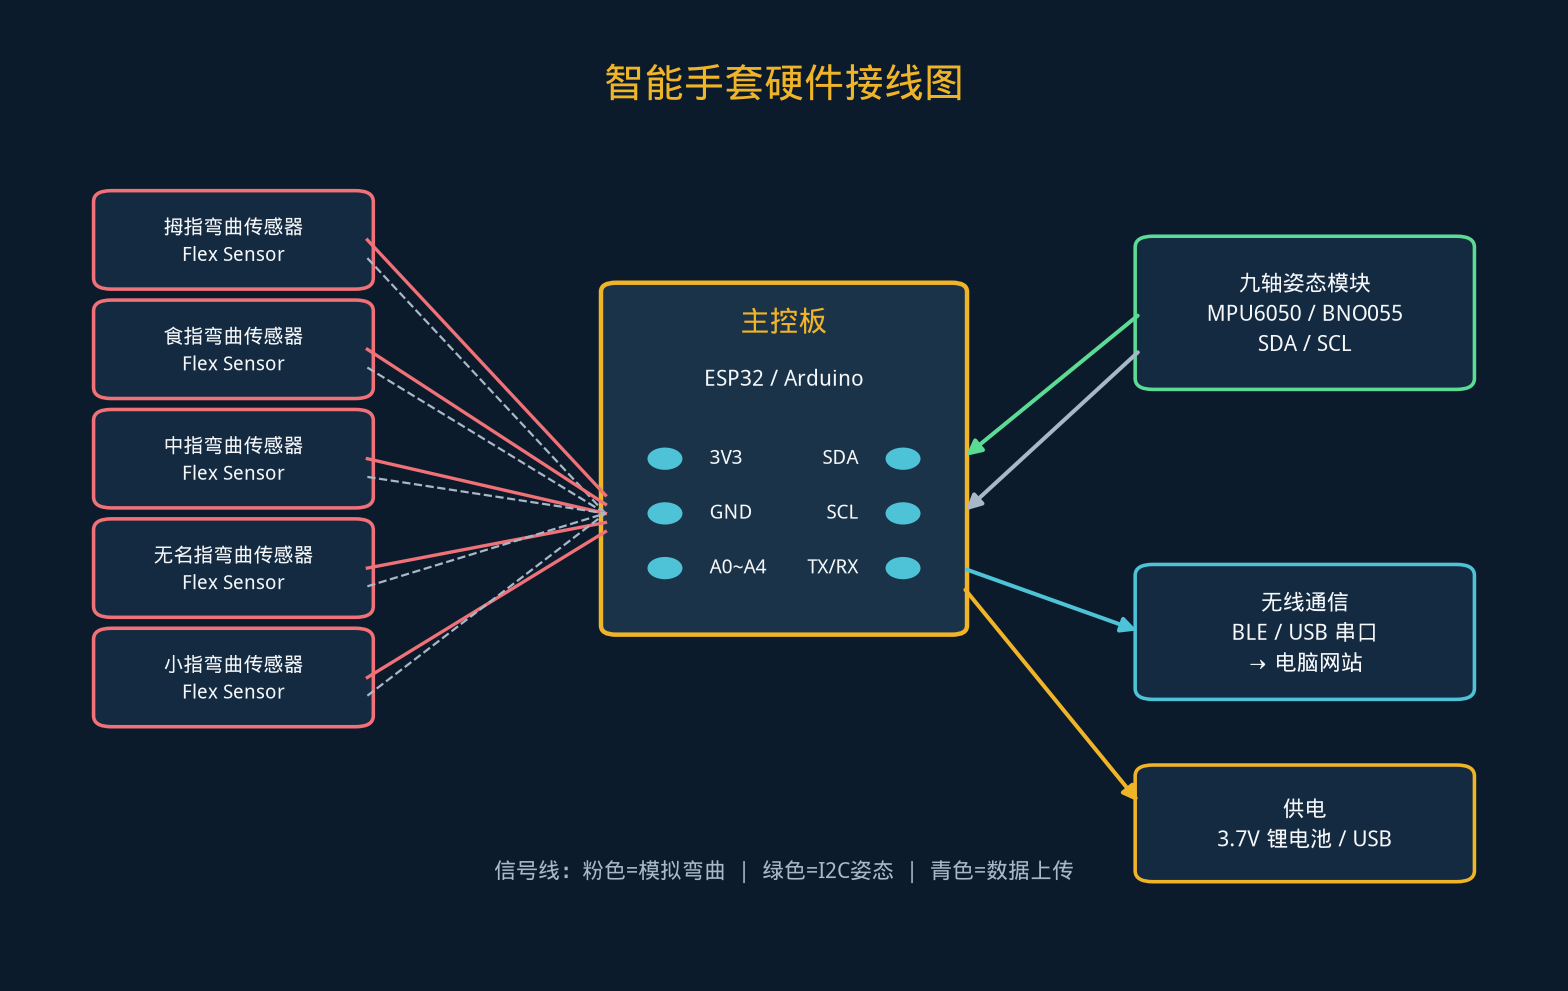 智能手套硬件接线图
拇指弯曲传感器
Flex Sensor
食指弯曲传感器
Flex Sensor
中指弯曲传感器
Flex Sensor
无名指弯曲传感器
Flex Sensor
小指弯曲传感器
Flex Sensor
主控板
ESP32 / Arduino
3V3 SDA
GND SCL
A0~A4 TX/RX
九轴姿态模块
MPU6050 / BNO055
SDA / SCL
无线通信
BLE / USB 串口
→ 电脑网站
供电
3.7V 锂电池 / USB
信号线: 粉色=模拟弯曲 | 绿色=I2C姿态 | 青色=数据上传